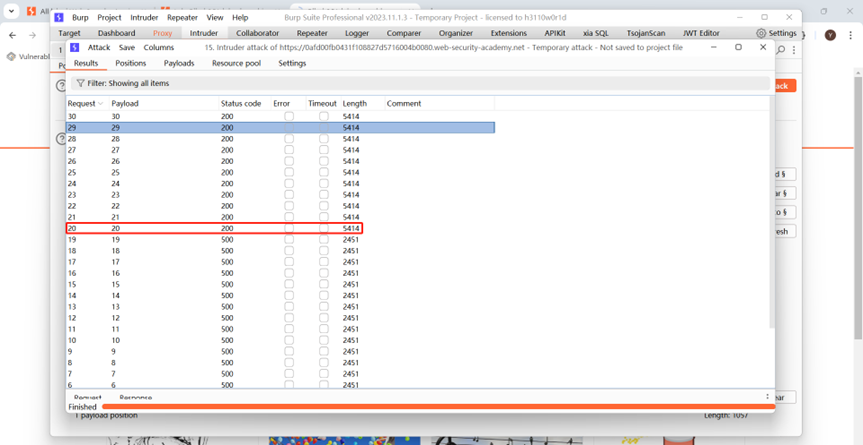 Burp Project Intruder Repeater View Help Burp Suite Professional v2023.11.1.3 - Temporary Project - licensed to h3110w0r1d
Target Dashboard Proxy Intruder Collaborator Repeater Logger Comparer Organizer Extensions APIKit xia SQL TsojanScan JWT Editor Settings
Vulnerabl
Attack Save Columns 15. Intruder attack of https://0afd00fb0431f108827d5716004b0080.web-security-academy.net - Temporary attack - Not saved to project file
Results Positions Payloads Resource pool Settings
Filter: Showing all items
Request Payload Status code Error Timeout Length Comment
30 30 200 5414
29 29 200 5414
28 28 200 5414
27 27 200 5414
26 26 200 5414
25 25 200 5414
24 24 200 5414
23 23 200 5414
22 22 200 5414
21 21 200 5414
20 20 200 5414
19 19 500 2451
18 18 500 2451
17 17 500 2451
16 16 500 2451
15 15 500 2451
14 14 500 2451
13 13 500 2451
12 12 500 2451
11 11 500 2451
10 10 500 2451
9 9 500 2451
8 8 500 2451
7 7 500 2451
6 6 500 2451
Request Response
Finished
1 payload position Length: 1057